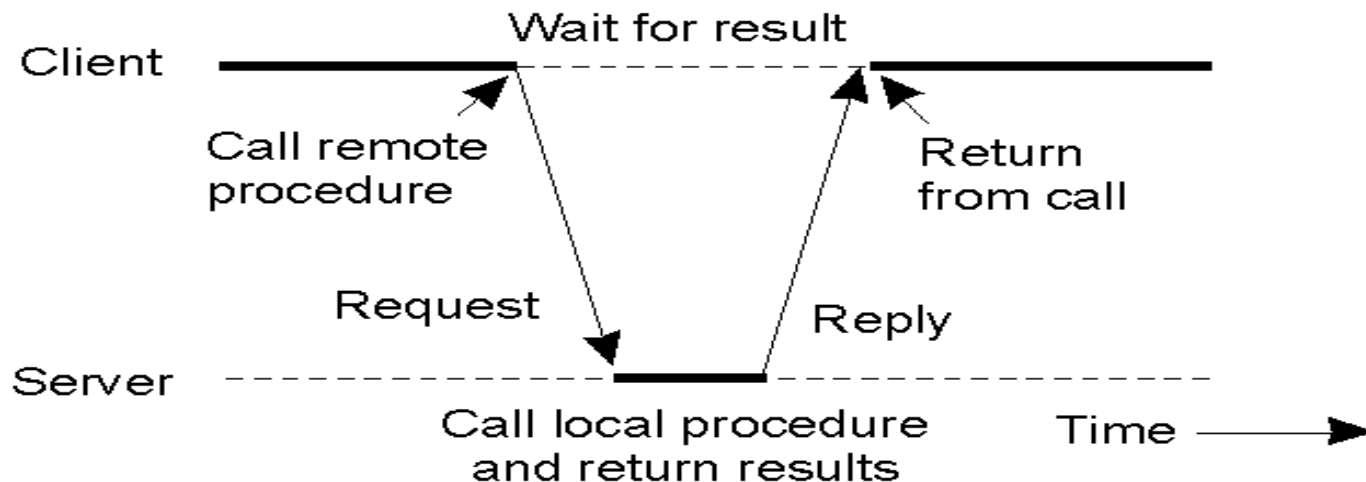 Wait for result
Client
Call remote
procedure
Return
from call
Request
Reply
Server
Call local procedure
and return results
Time